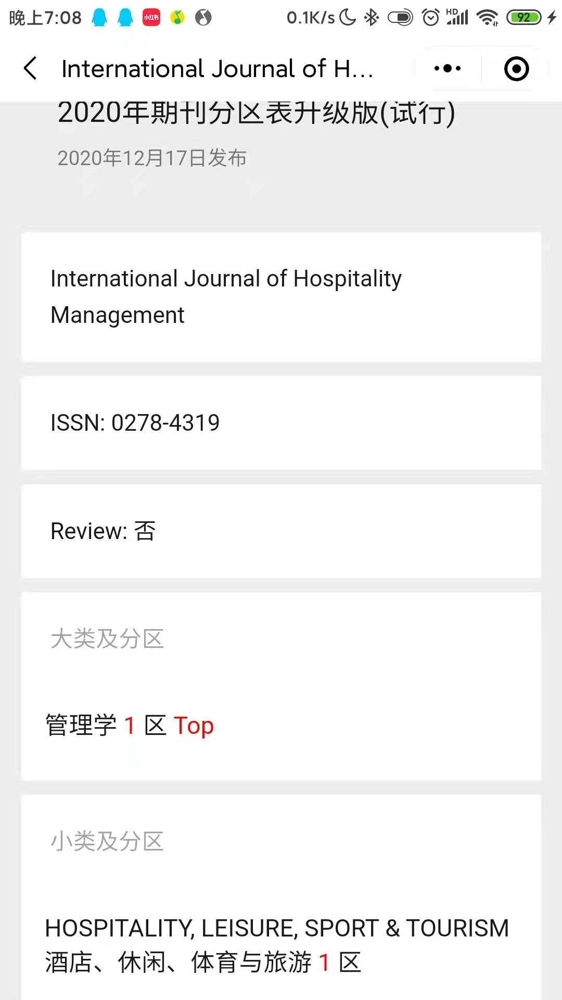 晚上7:08
小红书
0.1K/s
HD
92
International Journal of H...
2020年期刊分区表升级版(试行)
2020年12月17日发布
International Journal of Hospitality
Management
ISSN: 0278-4319
Review: 否
大类及分区
管理学 1 区 Top
小类及分区
HOSPITALITY, LEISURE, SPORT & TOURISM
酒店、休闲、体育与旅游 1 区